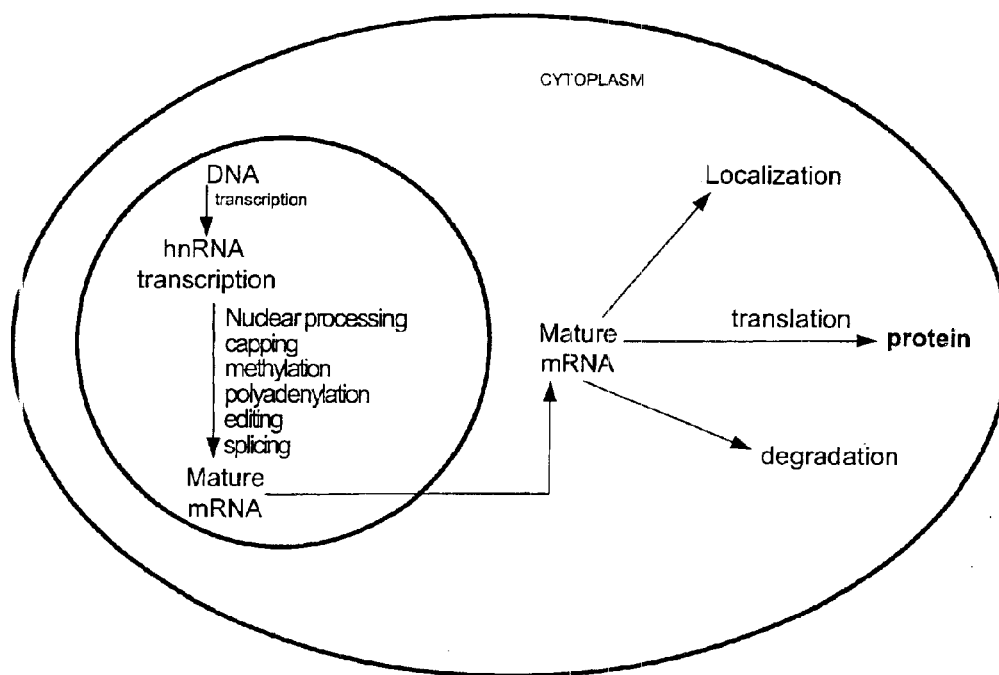 CYTOPLASM
DNA
transcription
hnRNA
transcription
Nuclear processing
capping
methylation
polyadenylation
editing
splicing
Mature
mRNA
Mature
mRNA
Localization
translation
protein
degradation